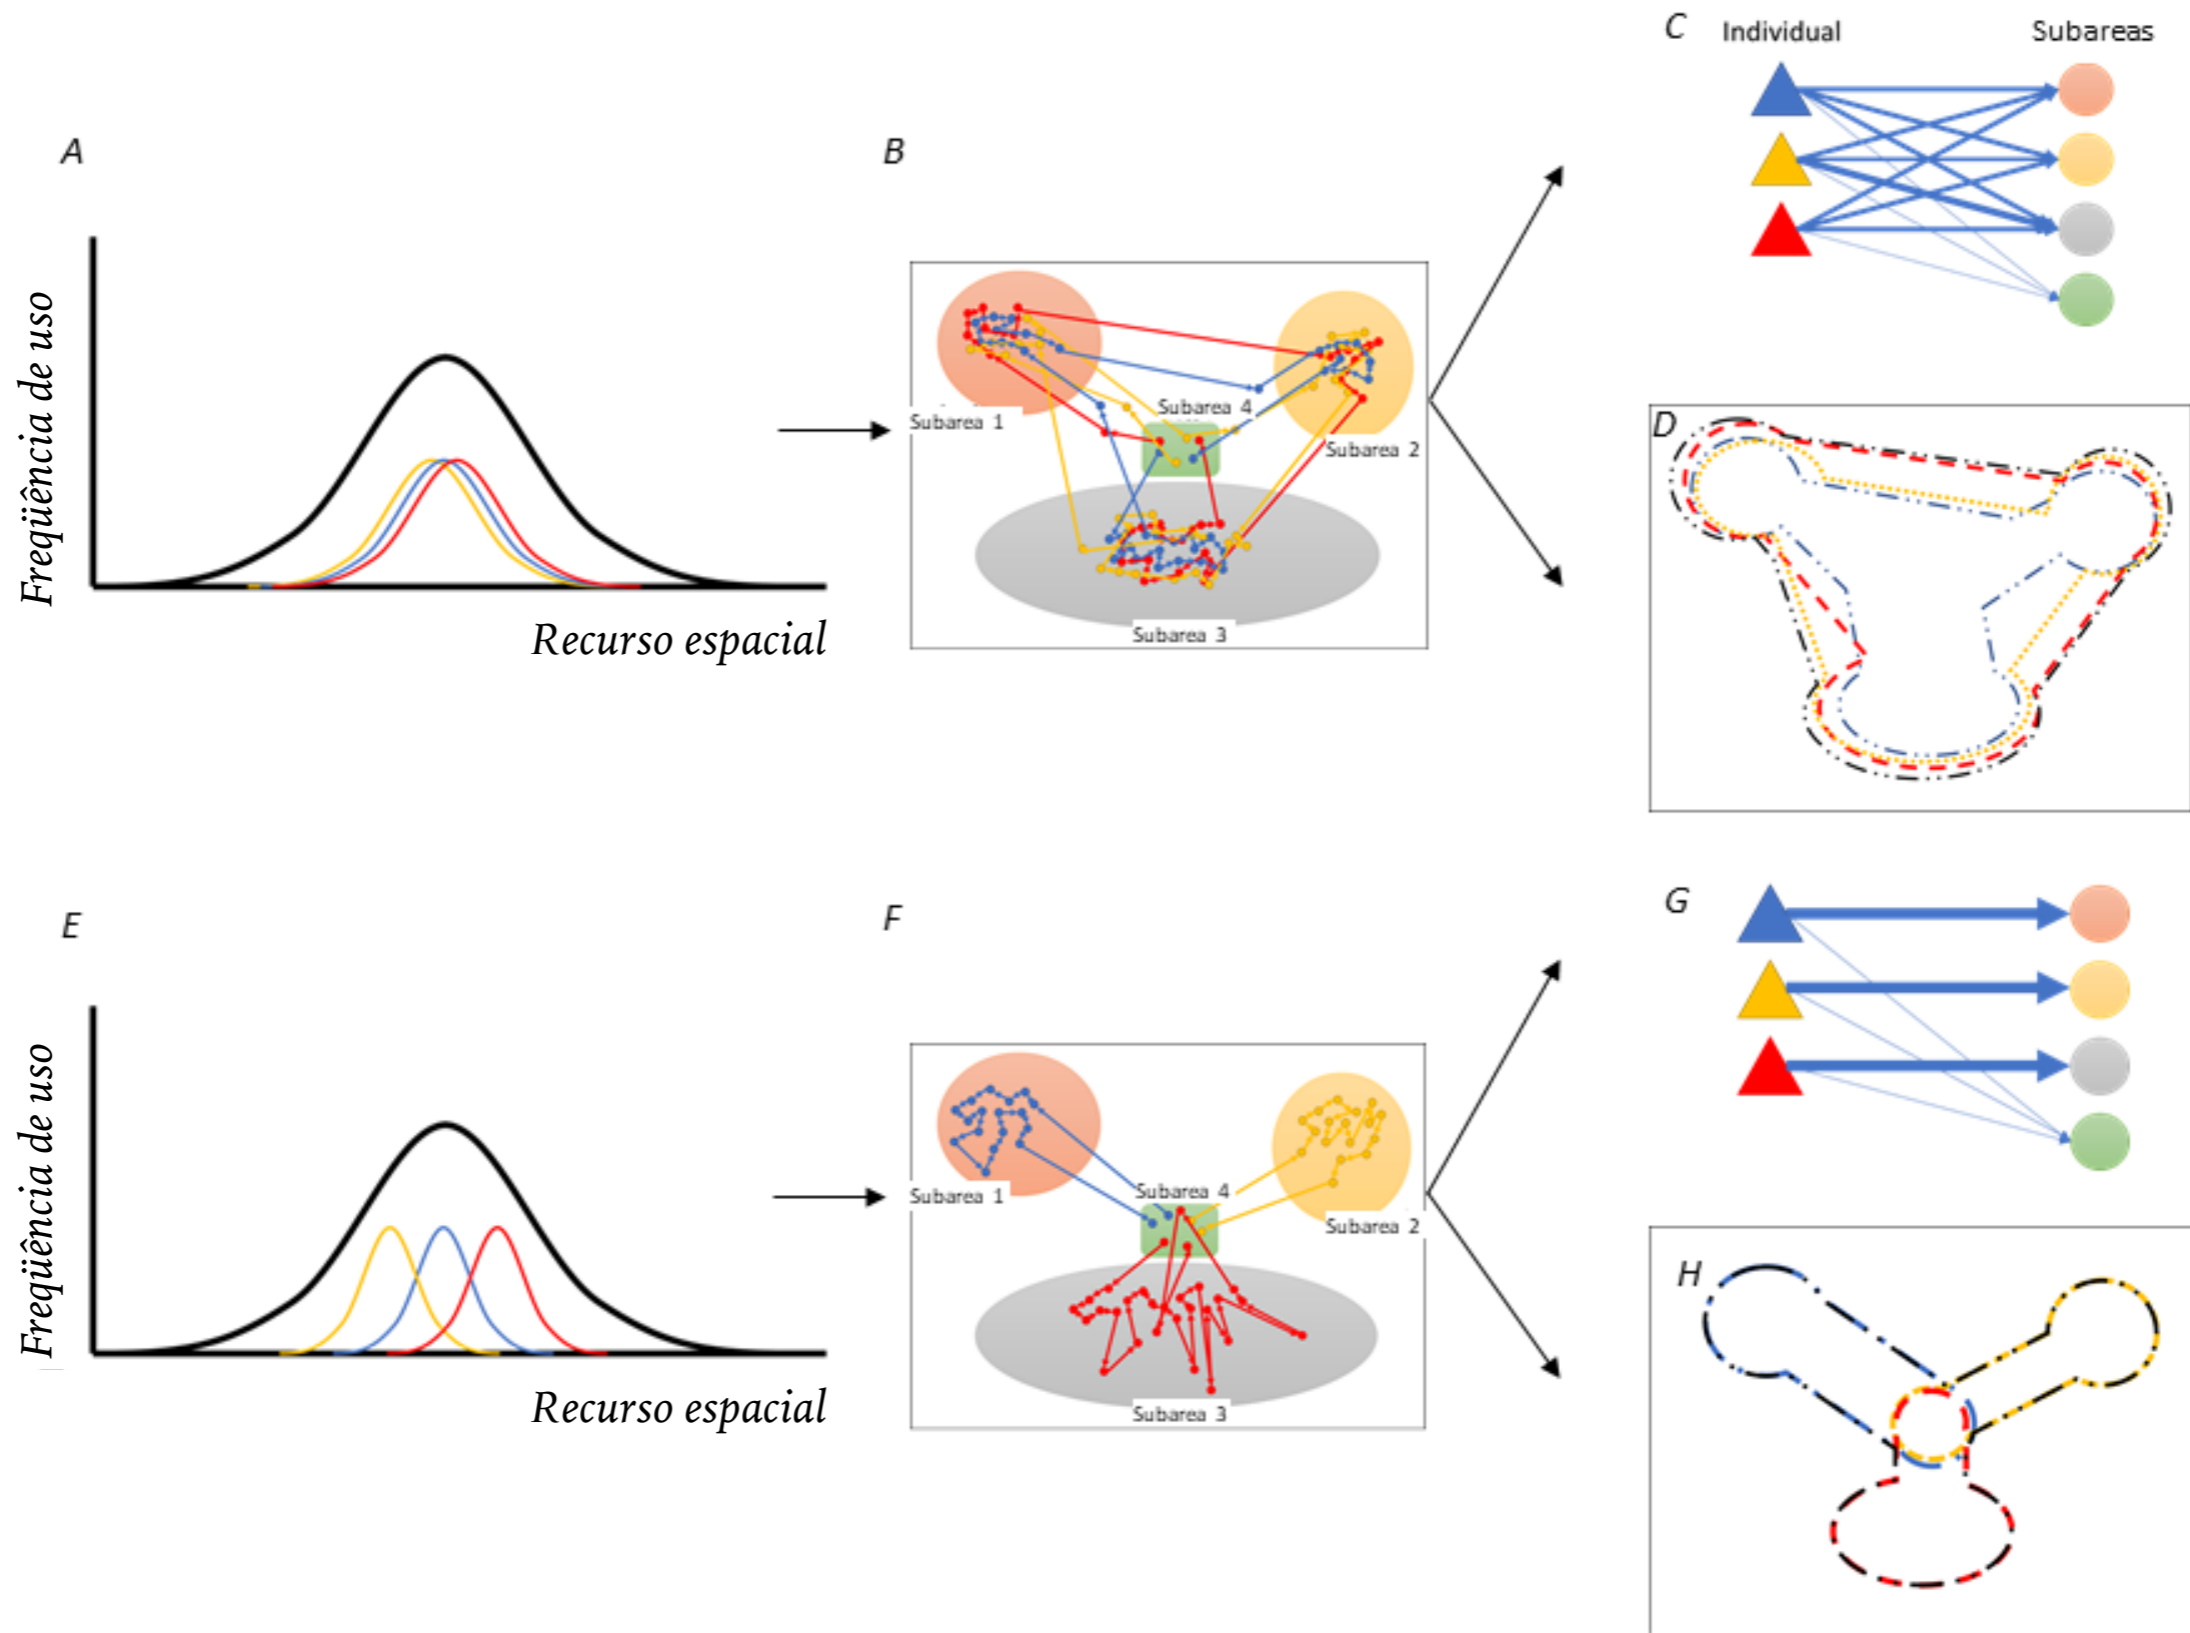 A
Freqüência de uso
Recurso espacial
B
Subarea 1
Subarea 4
Subarea 2
Subarea 3
C
Individual
Subareas
D
E
Freqüência de uso
Recurso espacial
F
Subarea 1
Subarea 4
Subarea 2
Subarea 3
G
H